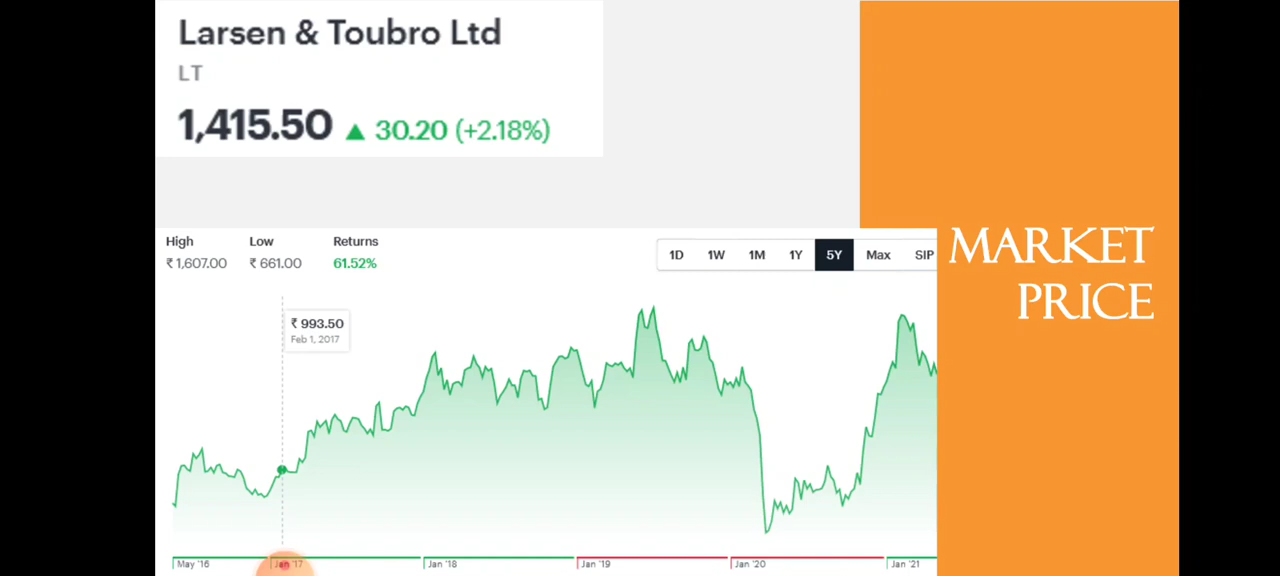 Larsen & Toubro Ltd
LT
1,415.50 ▲ 30.20 (+2.18%)
High Low Returns
₹ 1,607.00 ₹ 661.00 61.52%
1D 1W 1M 1Y 5Y Max SIP
MARKET
PRICE
₹ 993.50
Feb 1, 2017
May '16 Jan '17 Jan '18 Jan '19 Jan '20 Jan '21